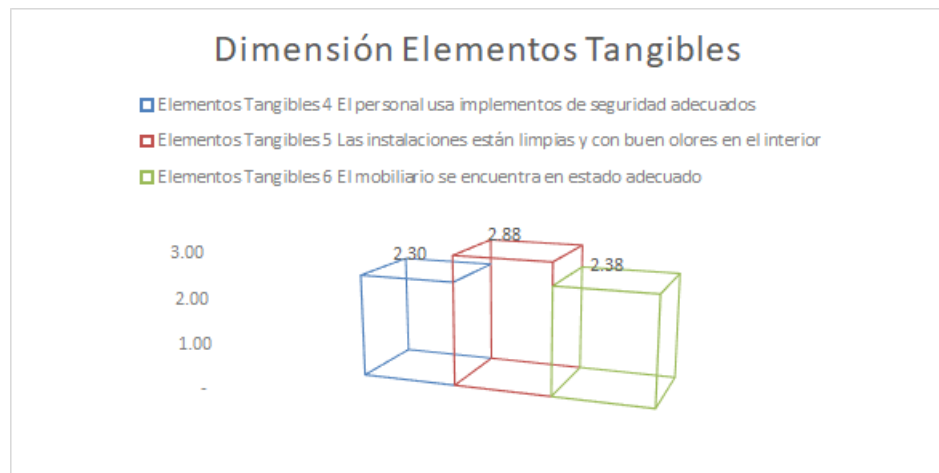 Dimensión Elementos Tangibles
Elementos Tangibles 4 El personal usa implementos de seguridad adecuados
Elementos Tangibles 5 Las instalaciones están limpias y con buen olores en el interior
Elementos Tangibles 6 El mobiliario se encuentra en estado adecuado
2.88
3.00
2.30
2.38
2.00
1.00
-